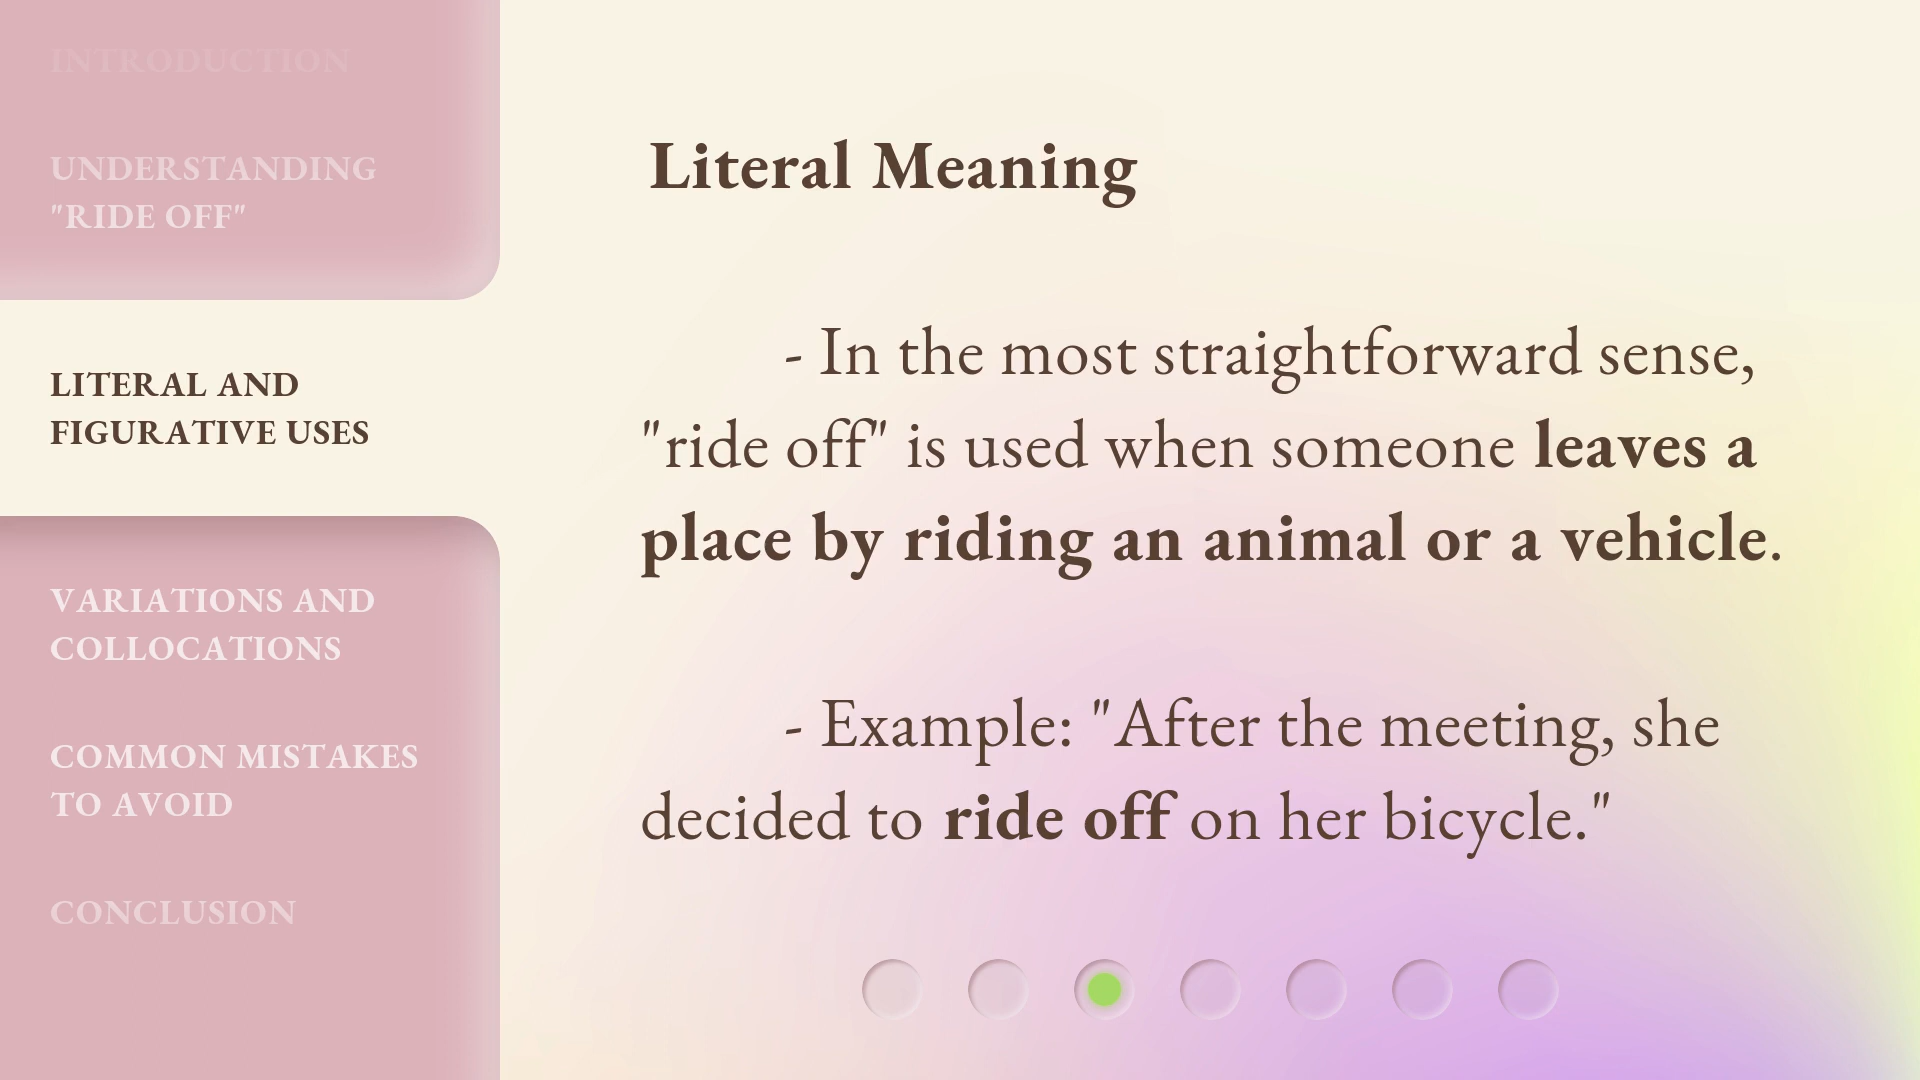 INTRODUCTION
UNDERSTANDING
"RIDE OFF"
LITERAL AND
FIGURATIVE USES
VARIATIONS AND
COLLOCATIONS
COMMON MISTAKES
TO AVOID
CONCLUSION
Literal Meaning
- In the most straightforward sense,
"ride off" is used when someone leaves a
place by riding an animal or a vehicle.
- Example: "After the meeting, she
decided to ride off on her bicycle."